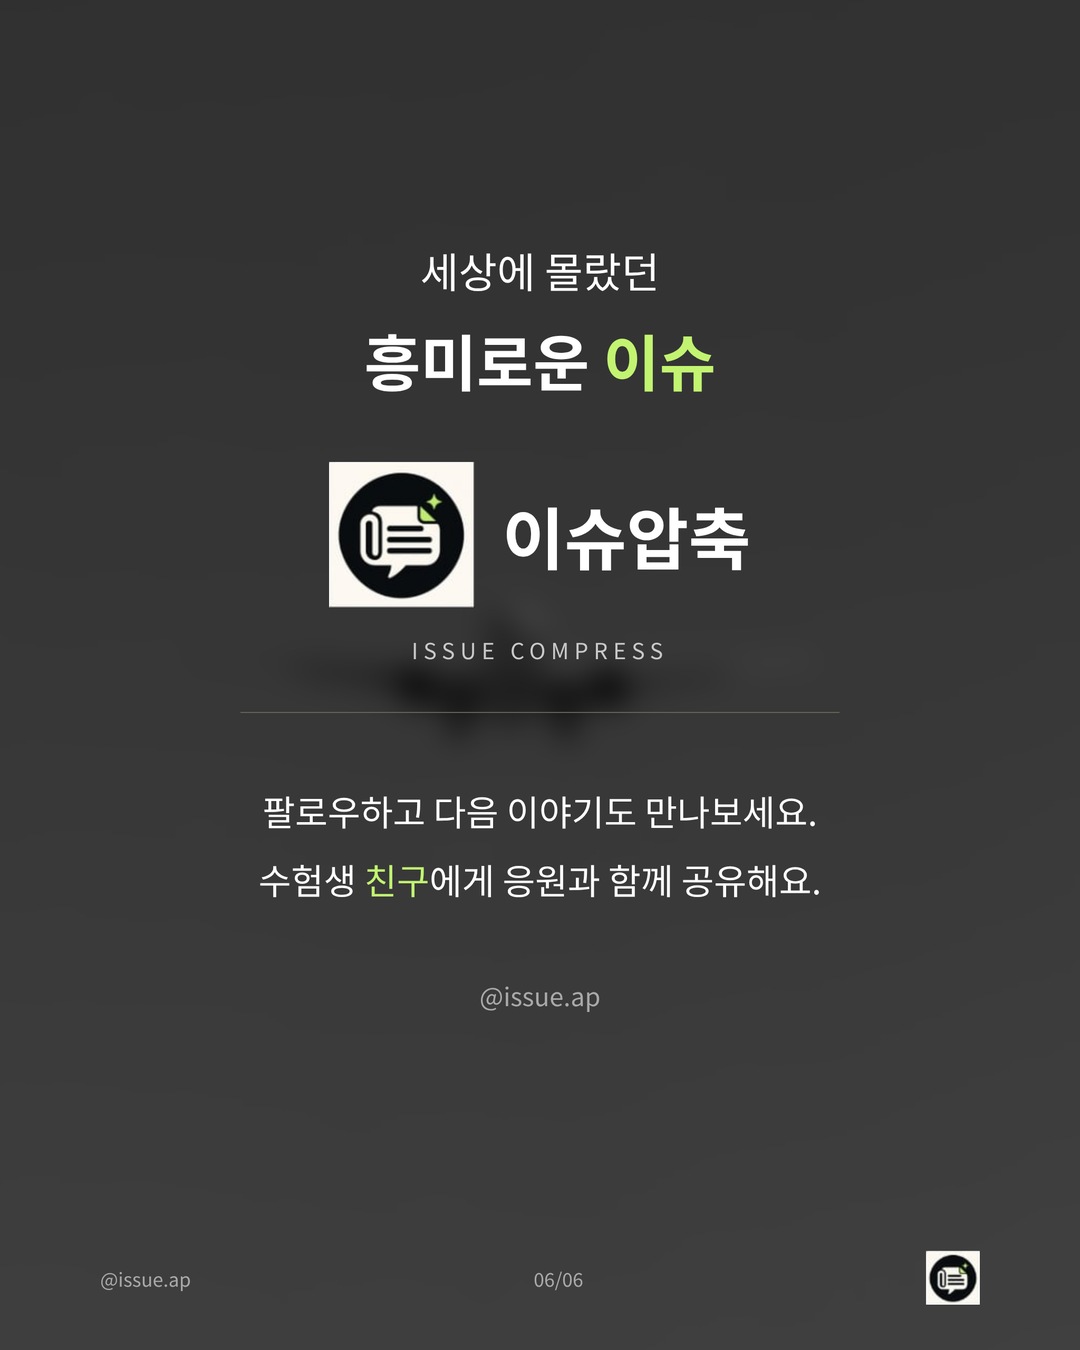 세상에 몰랐던
흥미로운 이슈
이슈압축
ISSUE COMPRESS
팔로우하고 다음 이야기도 만나보세요.
수험생 친구에게 응원과 함께 공유해요.
@issue.ap
@issue.ap
06/06